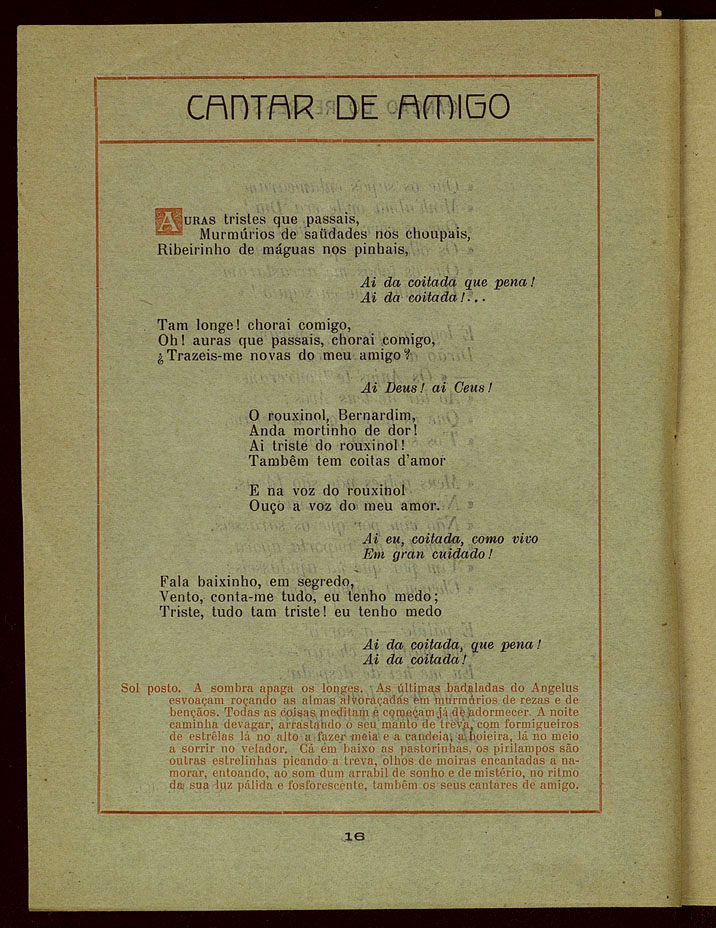 CANTAR DE AMIGO
AURAS tristes que passais,
Murmúrios de saüdades nos choupais,
Ribeirinho de máguas nos pinhais,
Ai da coitada que pena!
Ai da coitada!...
Tam longe! chorai comigo,
Oh! auras que passais, chorai comigo,
¿Trazeis-me novas do meu amigo?
Ai Deus! ai Ceus!
O rouxinol, Bernardim,
Anda mortinho de dor!
Ai triste do rouxinol!
Tambêm tem coitas d'amor
E na voz do rouxinol
Ouço a voz do meu amor.
Ai eu, coitada, como vivo
Em gran cuidado!
Fala baixinho, em segredo,
Vento, conta-me tudo, eu tenho medo;
Triste, tudo tam triste! eu tenho medo
Ai da coitada, que pena!
Ai da coitada!
Sol posto. A sombra apaga os longes. As últimas badaladas do Angelus
esvoaçam roçando as almas alvoraçadas em murmúrios de rezas e de
bençãos. Todas as coisas meditam e começam já de adormecer. A noite
caminha devagar, arrastando o seu manto de treva, com formigueiros
de estrêlas lá no alto a fazer meia e a candeia, a boieira, lá no meio
a sorrir no velador. Cá em baixo as pastorinhas, os pirilampos são
outras estrelinhas picando a treva, olhos de moiras encantadas a na-
morar, entoando, ao som dum arrabil de sonho e de mistério, no ritmo
da sua luz pálida e fosforescente, tambêm os seus cantares de amigo.
16